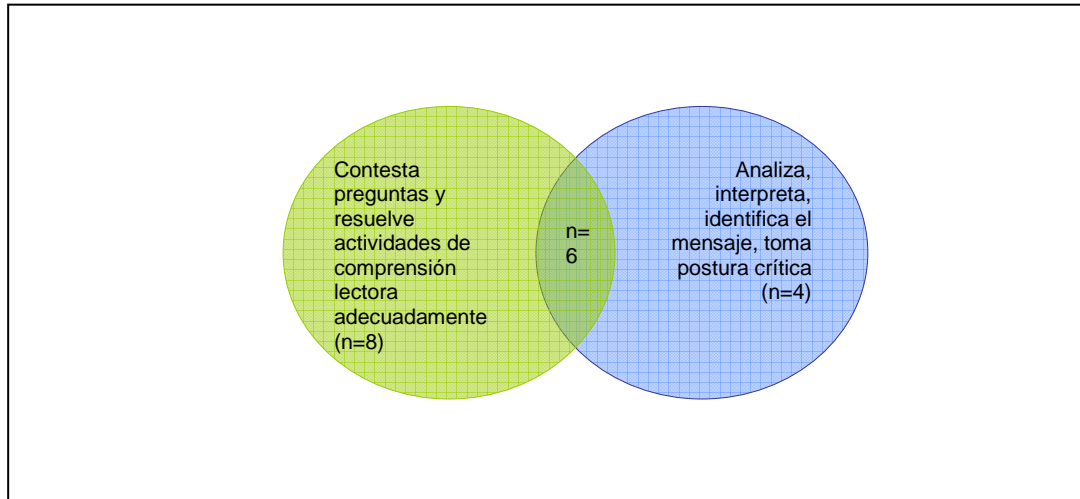 Contesta
preguntas y
resuelve
actividades de
comprensión
lectora
adecuadamente
(n=8)
n=
6
Analiza,
interpreta,
identifica el
mensaje, toma
postura crítica
(n=4)